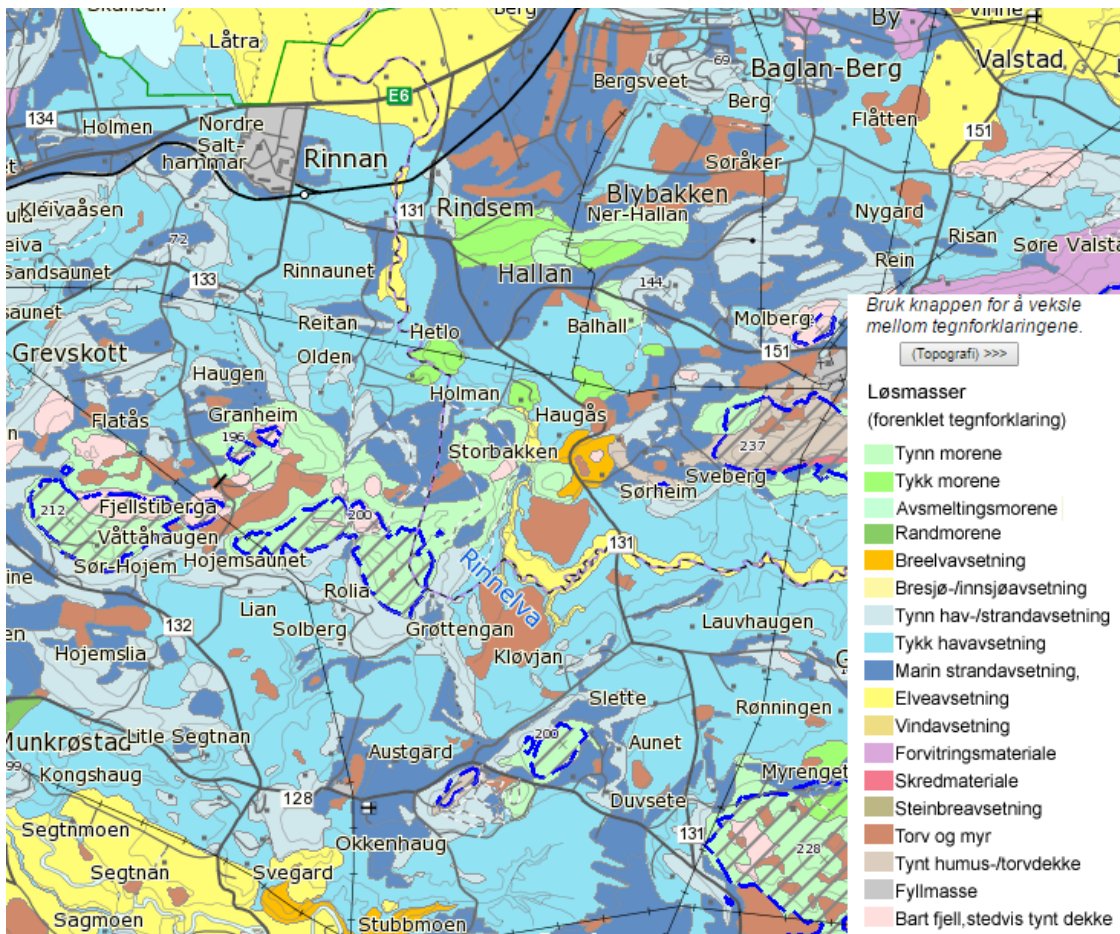 Låtra
Berg
By
Vinne
Valstad
69
Bergsveet
Baglan-Berg
Berg
E6
134
Holmen
Nordre
Salt-
hammar
Rinnan
Flåtten
151
Søråker
Blybakken
Kleivaåsen
131
Rindsem
Ner-Hallan
Nygård
72
Risan
Søre Valsta
Sandsaunet
133
Rinnaunet
Hallan
Rein
144
saunet
Reitan
Hetlo
Balhall
Molberg
151
Bruk knappen for å veksle
mellom tegnforklaringene.
(Topografi) >>>
Grevskott
Olden
Haugen
Holman
Løsmasser
(forenklet tegnforklaring)
Flatås
Granheim
196
Haugås
Storbakken
237
Sveberg
Sørheim
Tynn morene
Tykk morene
Avsmeltingsmorene
Randmorene
Breelvavsetning
Bresjø-/innsjøavsetning
Tynn hav-/strandavsetning
Tykk havavsetning
Marin strandavsetning,
Elveavsetning
Vindavsetning
Forvitringsmateriale
Skredmateriale
Steinbreavsetning
Torv og myr
Tynt humus-/torvdekke
Fyllmasse
Bart fjell,stedvis tynt dekke
212
Fjellstiberga
200
Våttåhaugen
Sør-Hojem
Hojemsaunet
131
Rinnelva
Rolia
Lian
Solberg
132
Grøttengan
Lauvhaugen
Hojemslia
Kløvjan
Slette
Rønningen
200
Munkrøstad
Litle Segtnan
Austgard
Aunet
Kongshaug
Myrenget
128
Duvsete
131
Segtnmoen
Okkenhaug
228
Segtnan
Svegard
Sagmoen
Stubbmoen